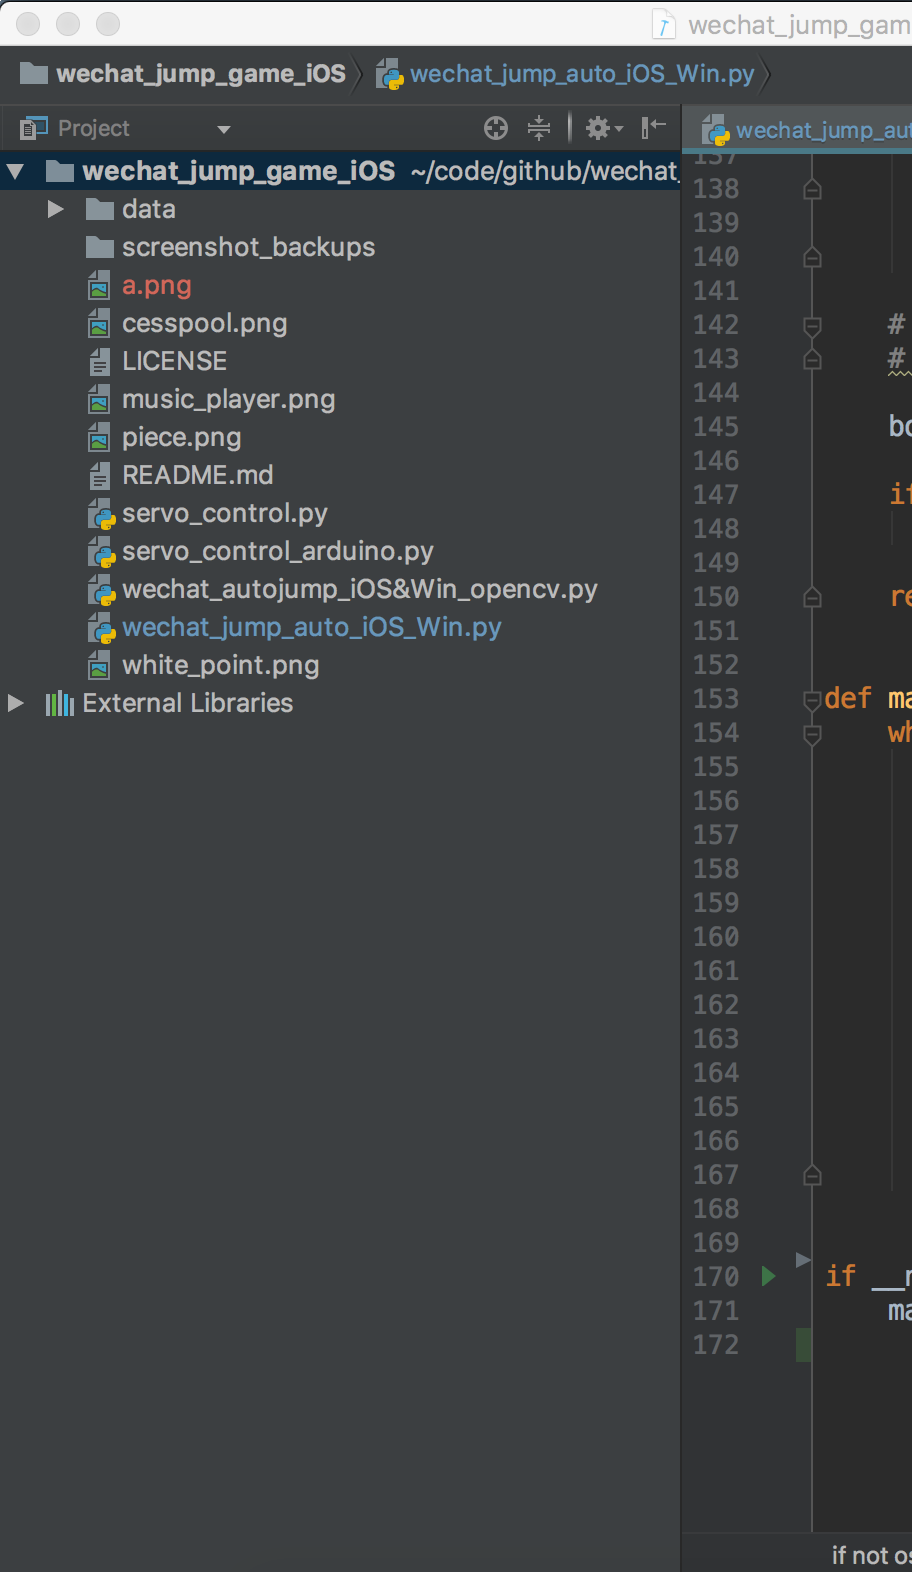 wechat_jump_gam
wechat_jump_game_iOS
wechat_jump_auto_iOS_Win.py
Project
wechat_jump_game_iOS ~/code/github/wechat_
data
screenshot_backups
a.png
cesspool.png
LICENSE
music_player.png
piece.png
README.md
servo_control.py
servo_control_arduino.py
wechat_autojump_iOS&Win_opencv.py
wechat_jump_auto_iOS_Win.py
white_point.png
External Libraries
wechat_jump_aut
137
138
139
140
141
142 #
143 #
144
145 bo
146
147 if
148
149
150 re
151
152
153 def ma
154 wh
155
156
157
158
159
160
161
162
163
164
165
166
167
168
169
170 if __n
171 ma
172
if not os